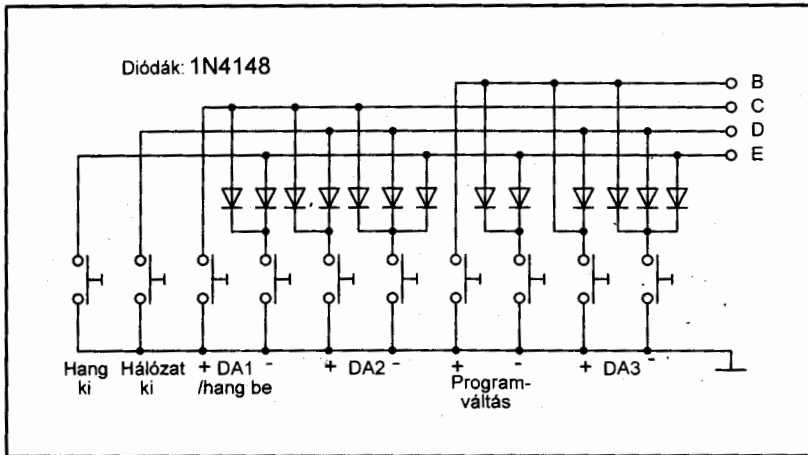 Diódák: 1N4148
B
C
D
E
Hang ki
Hálózat ki
+ DA1 -
/hang be
+ DA2 -
+ -
Program-
váltás
+ DA3 -